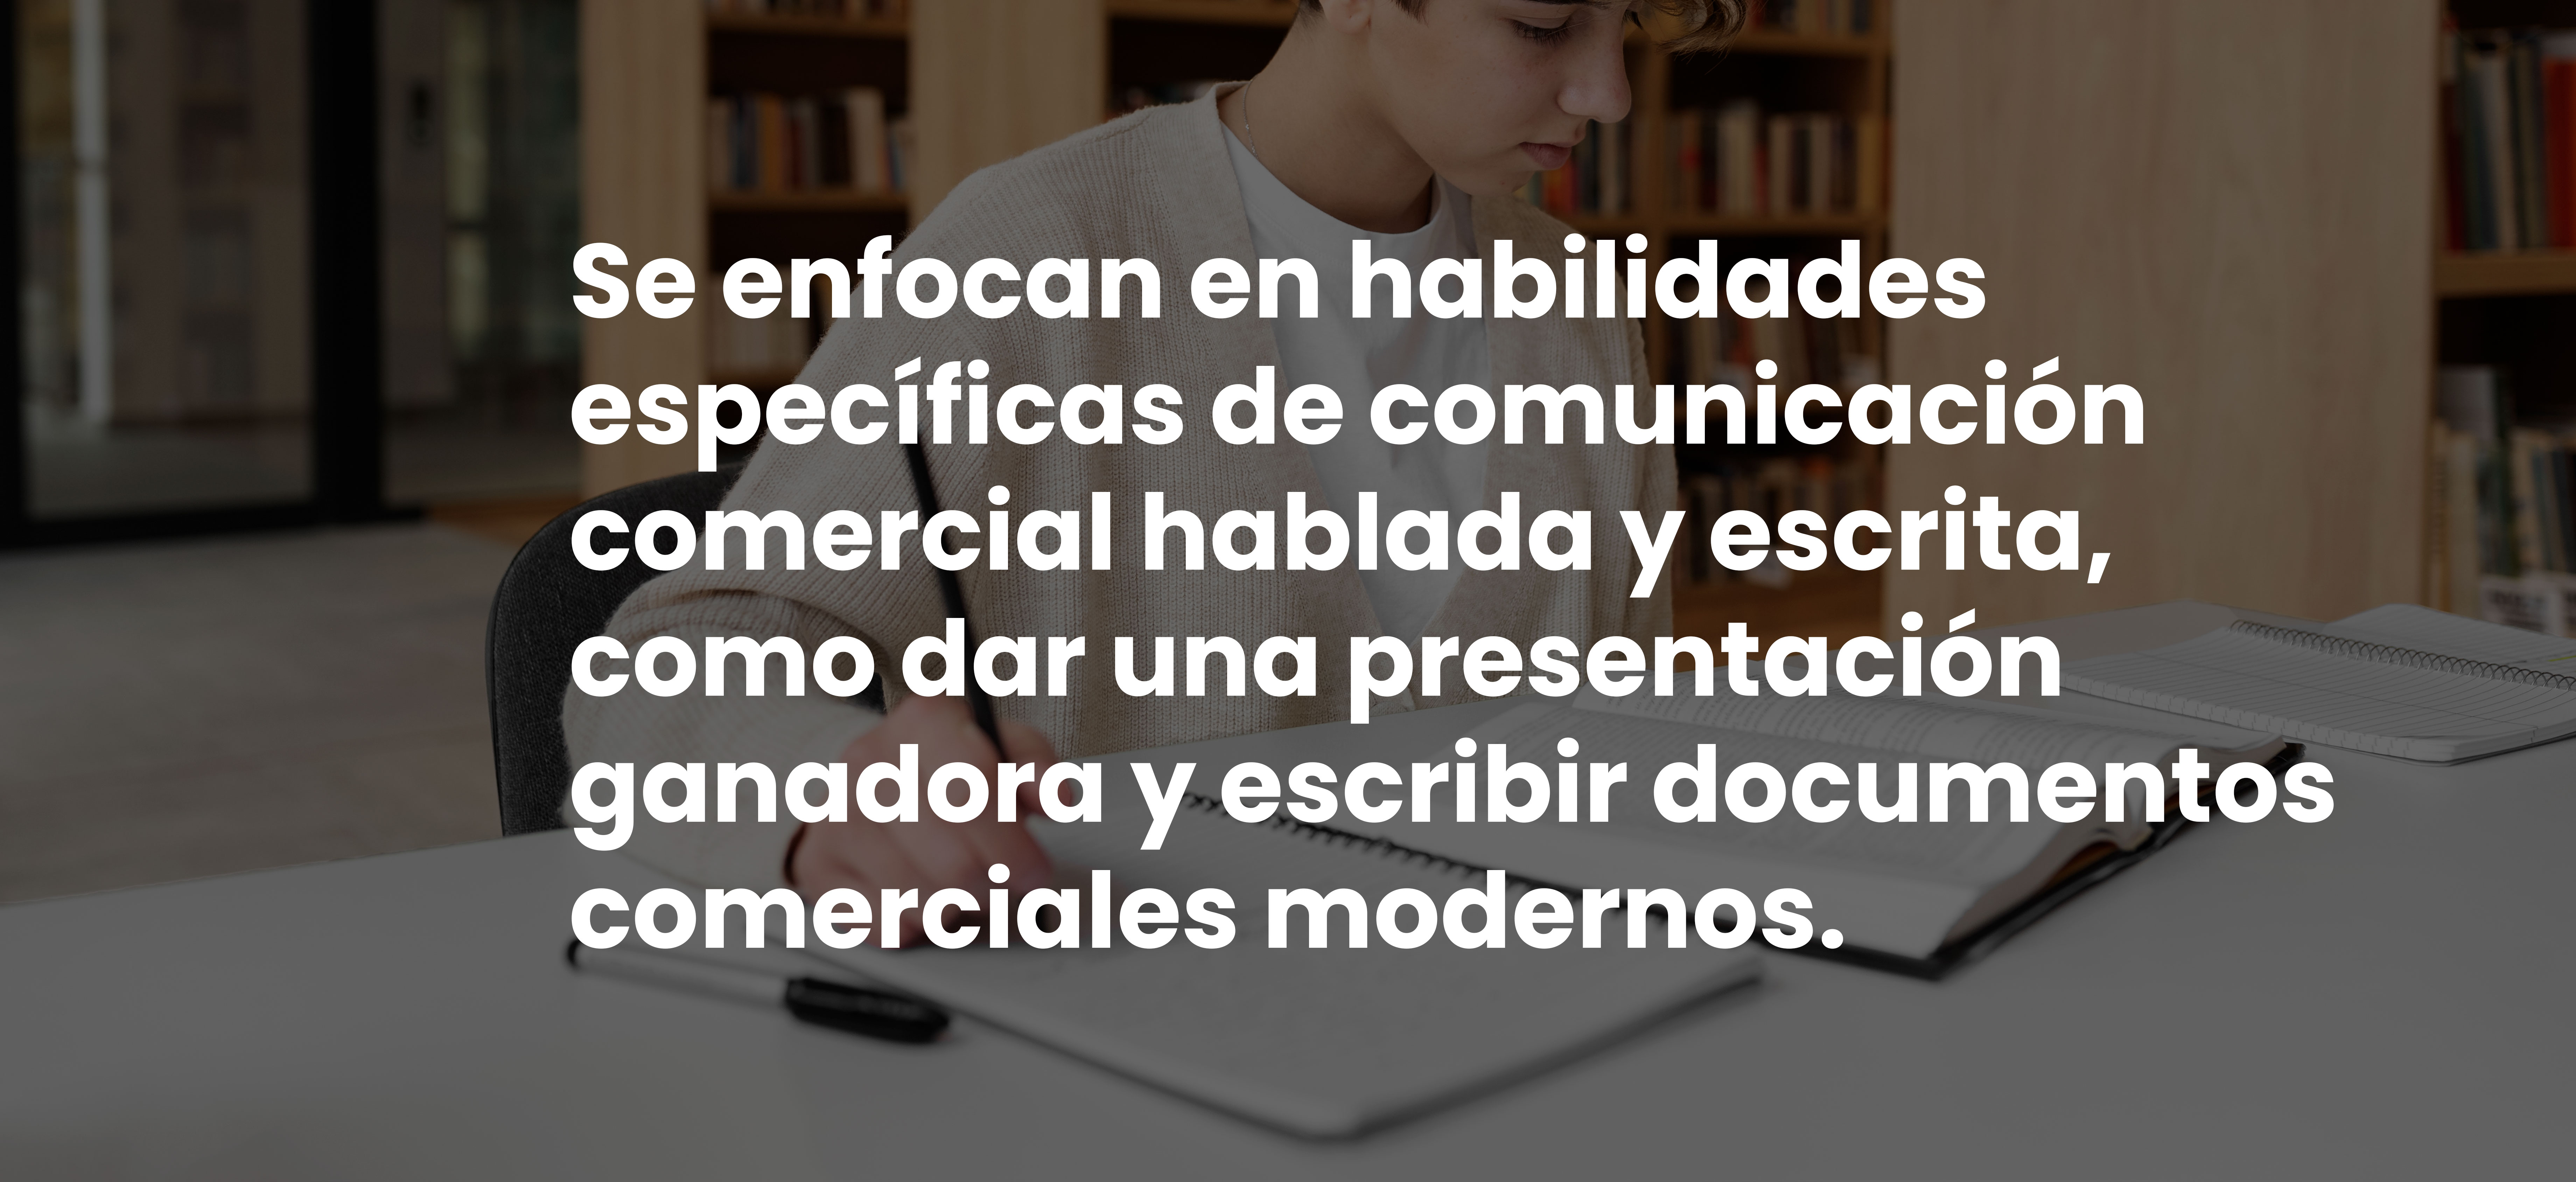 Se enfocan en habilidades
específicas de comunicación
comercial hablada y escrita,
como dar una presentación
ganadora y escribir documentos
comerciales modernos.